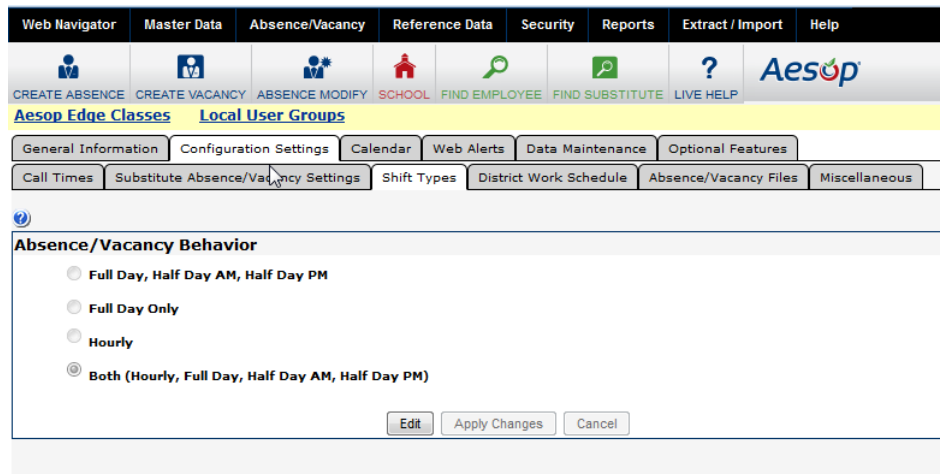 Web Navigator Master Data Absence/Vacancy Reference Data Security Reports Extract / Import Help
CREATE ABSENCE CREATE VACANCY ABSENCE MODIFY SCHOOL FIND EMPLOYEE FIND SUBSTITUTE ? LIVE HELP Aesop
Aesop Edge Classes Local User Groups
General Information Configuration Settings Calendar Web Alerts Data Maintenance Optional Features
Call Times Substitute Absence/Vacancy Settings Shift Types District Work Schedule Absence/Vacancy Files Miscellaneous
?
Absence/Vacancy Behavior
Full Day, Half Day AM, Half Day PM
Full Day Only
Hourly
Both (Hourly, Full Day, Half Day AM, Half Day PM)
Edit Apply Changes Cancel